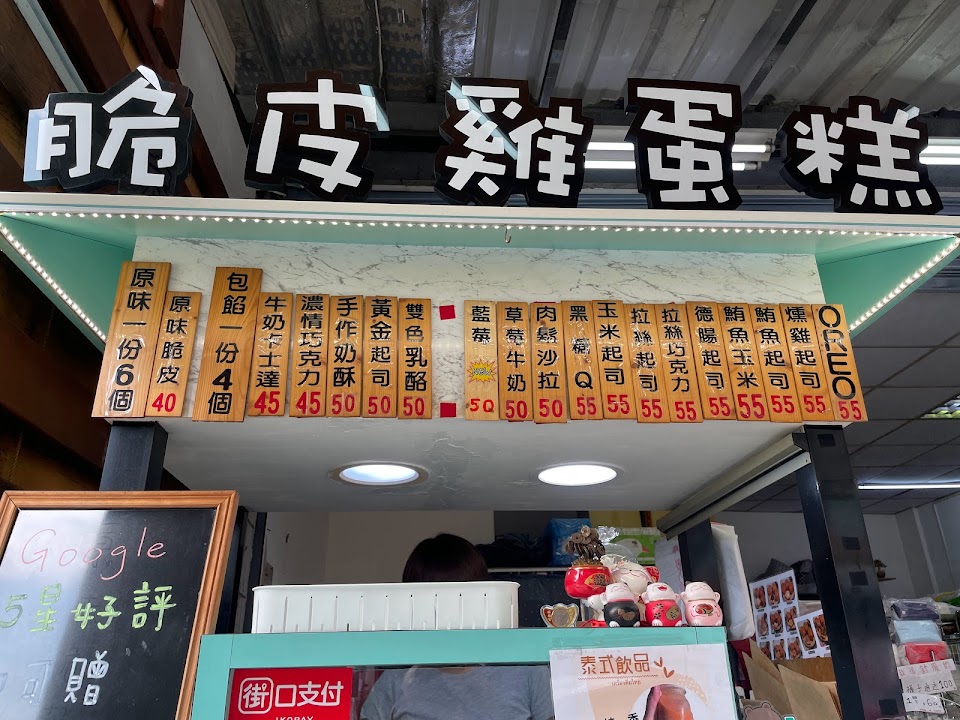 脆皮雞蛋糕
原味一份6個
原味脆皮 40
包餡一份4個
牛奶卡士達 45
濃情巧克力 45
手作奶酥 50
黃金起司 50
雙色乳酪 50
藍莓 50
草莓牛奶 50
肉鬆沙拉 50
黑糖QQ 55
玉米起司 55
拉絲起司 55
拉絲巧克力 55
德腸起司 55
鮪魚玉米 55
鮪魚起司 55
燻雞起司 55
OREO 55
Google
5星好評
可贈
街口支付
JKOPAY
泰式飲品